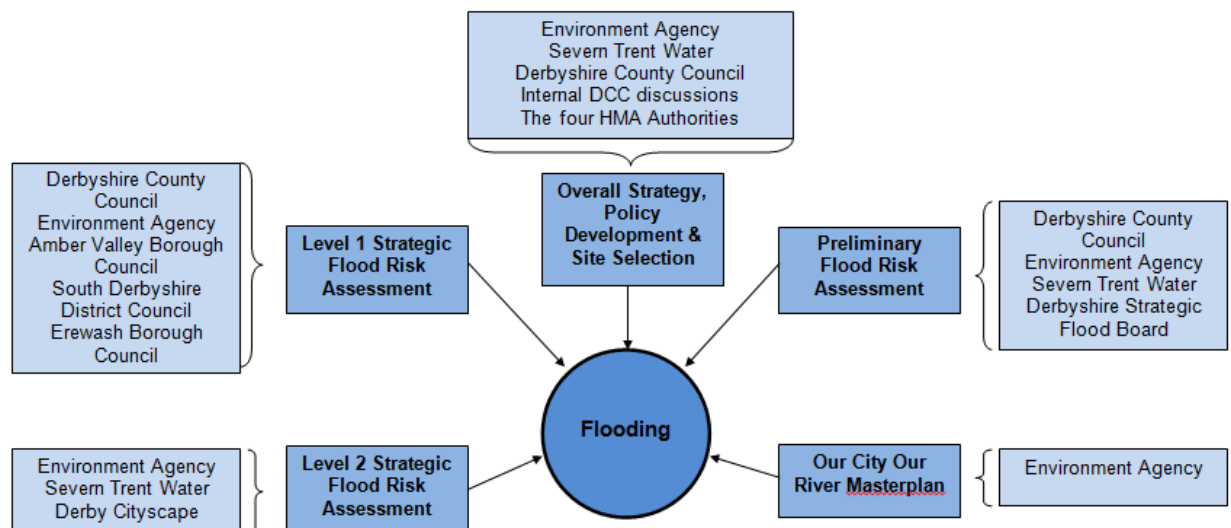 Environment Agency
Severn Trent Water
Derbyshire County Council
Internal DCC discussions
The four HMA Authorities
Derbyshire County
Council
Environment Agency
Amber Valley Borough
Council
South Derbyshire
District Council
Erewash Borough
Council
Level 1 Strategic
Flood Risk
Assessment
Overall Strategy,
Policy
Development &
Site Selection
Preliminary
Flood Risk
Assessment
Derbyshire County
Council
Environment Agency
Severn Trent Water
Derbyshire Strategic
Flood Board
Flooding
Environment Agency
Severn Trent Water
Derby Cityscape
Level 2 Strategic
Flood Risk
Assessment
Our City Our
River Masterplan
Environment Agency